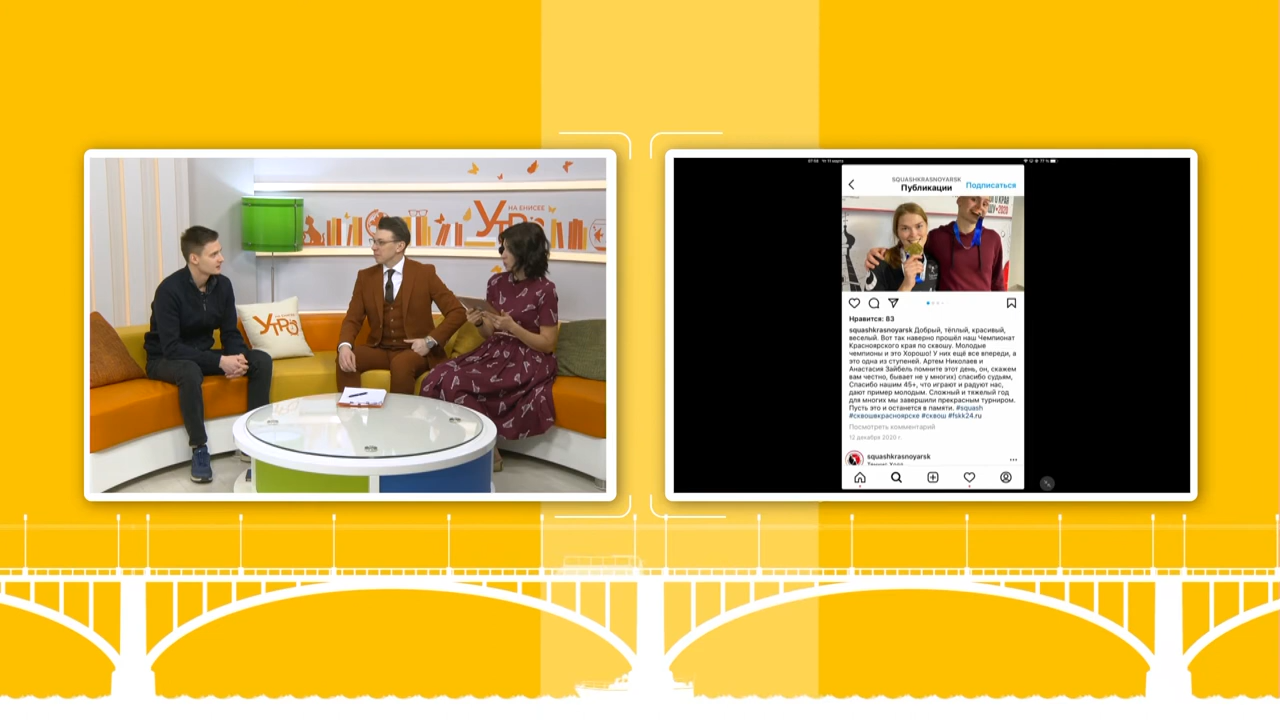 НА ЕНИСЕЕ
УТРО
УТРО
SQUASHKRASNOYARSK
Публикации
Подписаться
Нравится: 83
squashkrasnoyarsk Добрый, тёплый, красивый,
веселый. Вот так наверно прошёл наш Чемпионат
Красноярского края по сквошу. Молодые
чемпионы и это Хорошо! У них ещё все впереди, а
это одна из ступеней. Артем Николаев и
Анастасия Зайбель помните этот день, он, скажем
вам честно, бывает не у многих) спасибо судьям,
Спасибо нашим 45+, что играют и радуют нас,
дают пример молодым. Сложный и тяжелый год
для многих мы завершили прекрасным турниром.
Пусть это и останется в памяти. #squash
#сквошвкрасноярске #сквош #fskk24.ru
Посмотреть комментарий
12 декабря 2020 г.
squashkrasnoyarsk